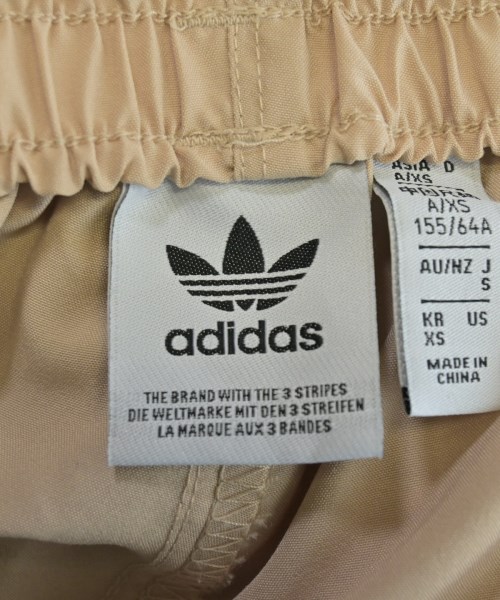 adidas
THE BRAND WITH THE 3 STRIPES
DIE WELTMARKE MIT DEN 3 STREIFEN
LA MARQUE AUX 3 BANDES
ASIA D
A/XS
A/XS
155/64A
AU/NZ J
S
KR US
XS
MADE IN
CHINA